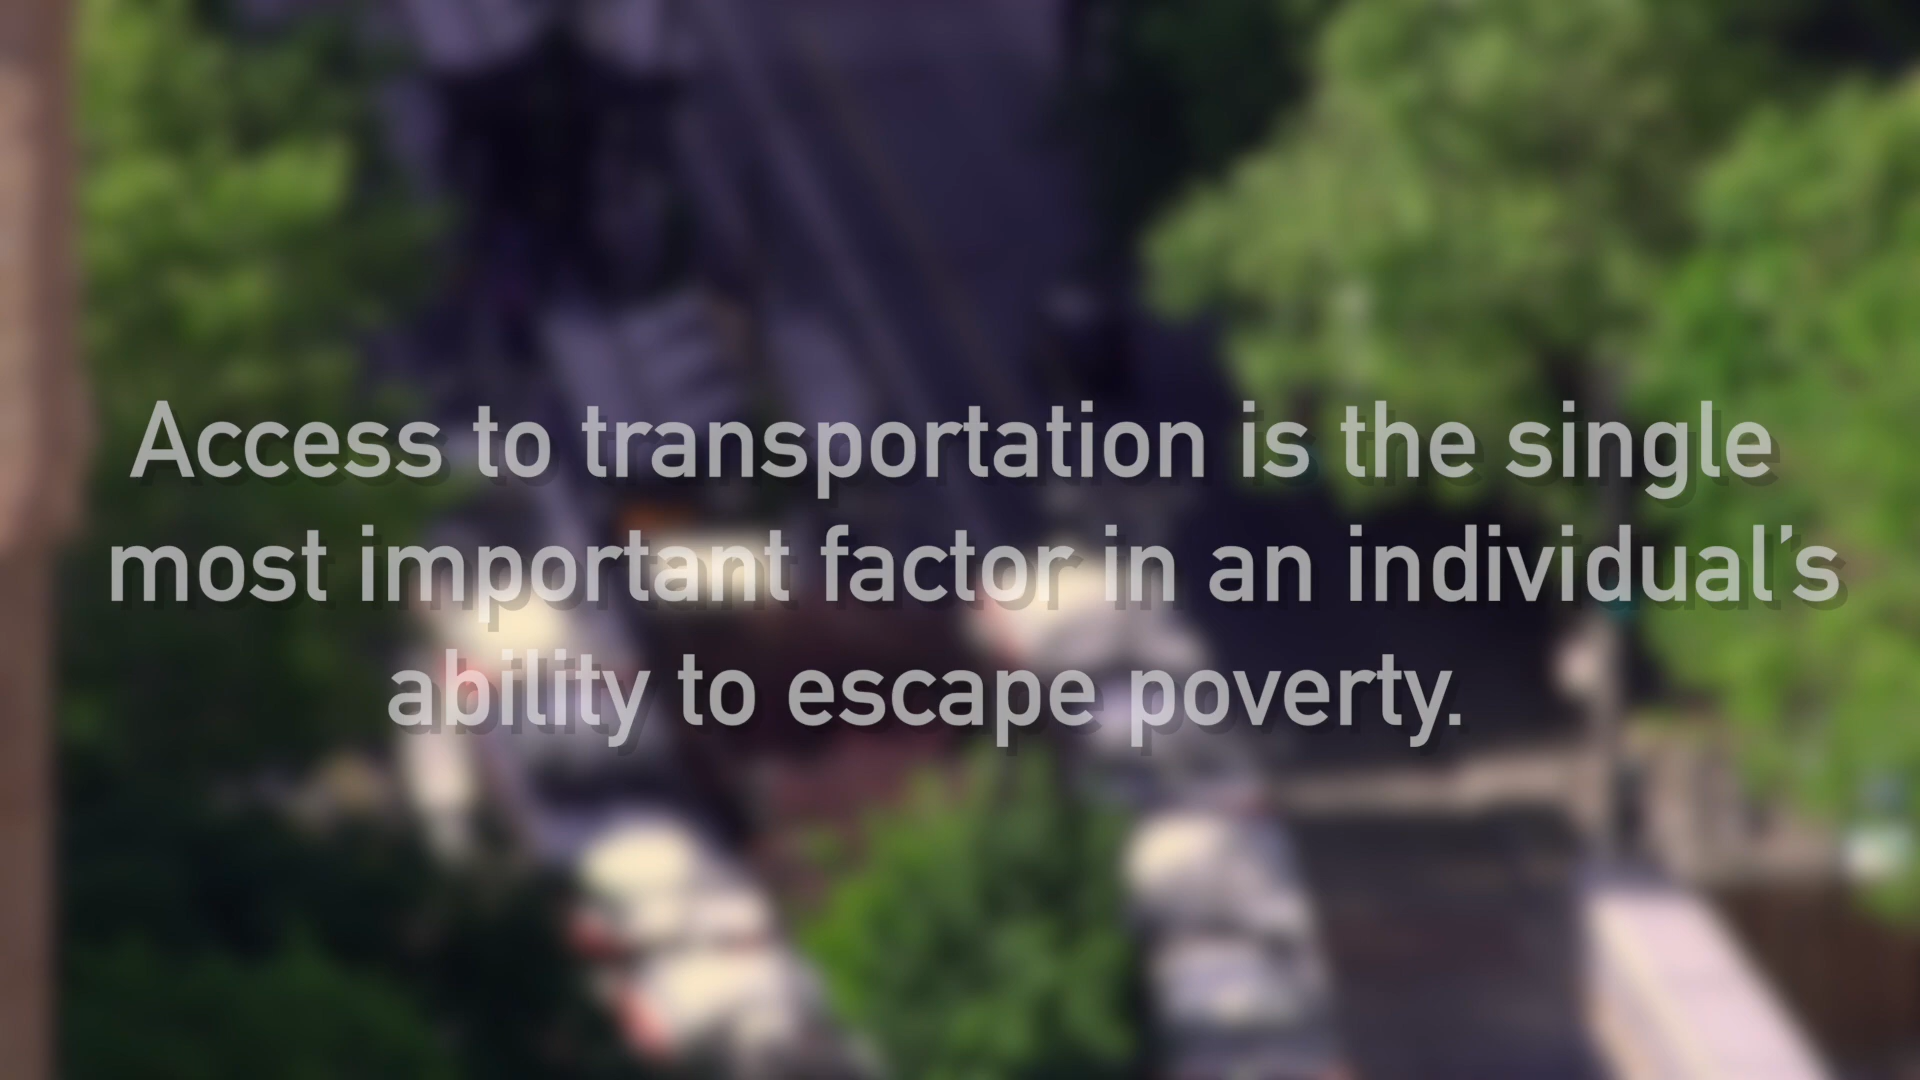 Access to transportation is the single
most important factor in an individual’s
ability to escape poverty.